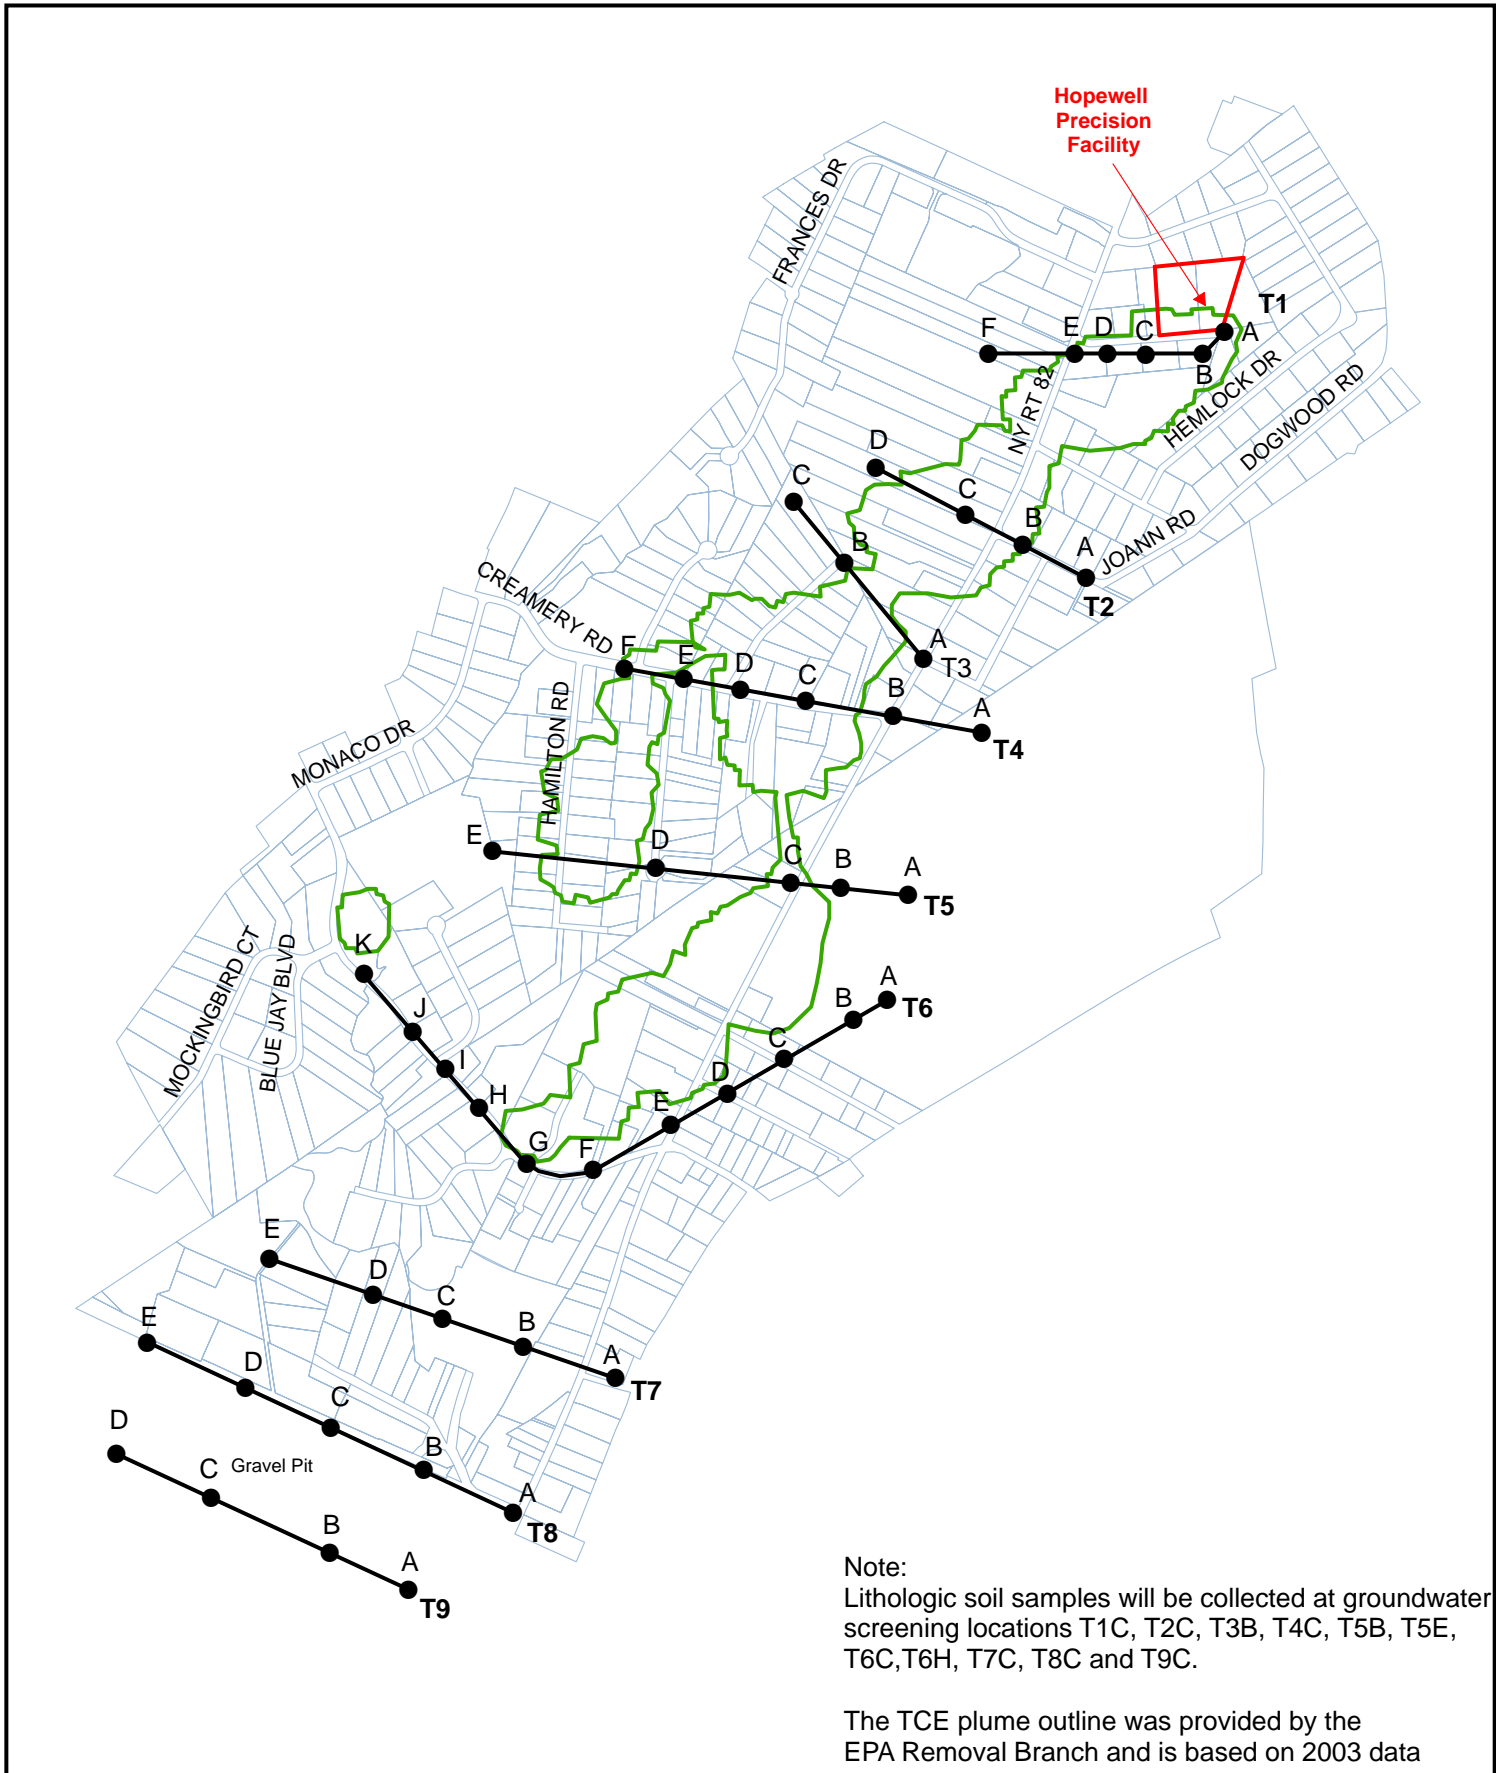 Hopewell
Precision
Facility
FRANCES DR
T1
F
E
D
C
A
B
NY RT 82
HEMLOCK DR
DOGWOOD RD
D
C
C
B
B
A
JOANN RD
T2
CREAMERY RD
A
T3
F
E
D
C
B
A
T4
HAMILTON RD
MONACO DR
E
D
C
B
A
T5
K
MOCKINGBIRD CT
BLUE JAY BLVD
A
T6
B
J
C
I
D
H
E
G
F
E
D
C
B
A
T7
E
D
C
B
A
T8
D
C
Gravel Pit
B
A
T9
Note:
Lithologic soil samples will be collected at groundwater
screening locations T1C, T2C, T3B, T4C, T5B, T5E,
T6C,T6H, T7C, T8C and T9C.
The TCE plume outline was provided by the
EPA Removal Branch and is based on 2003 data